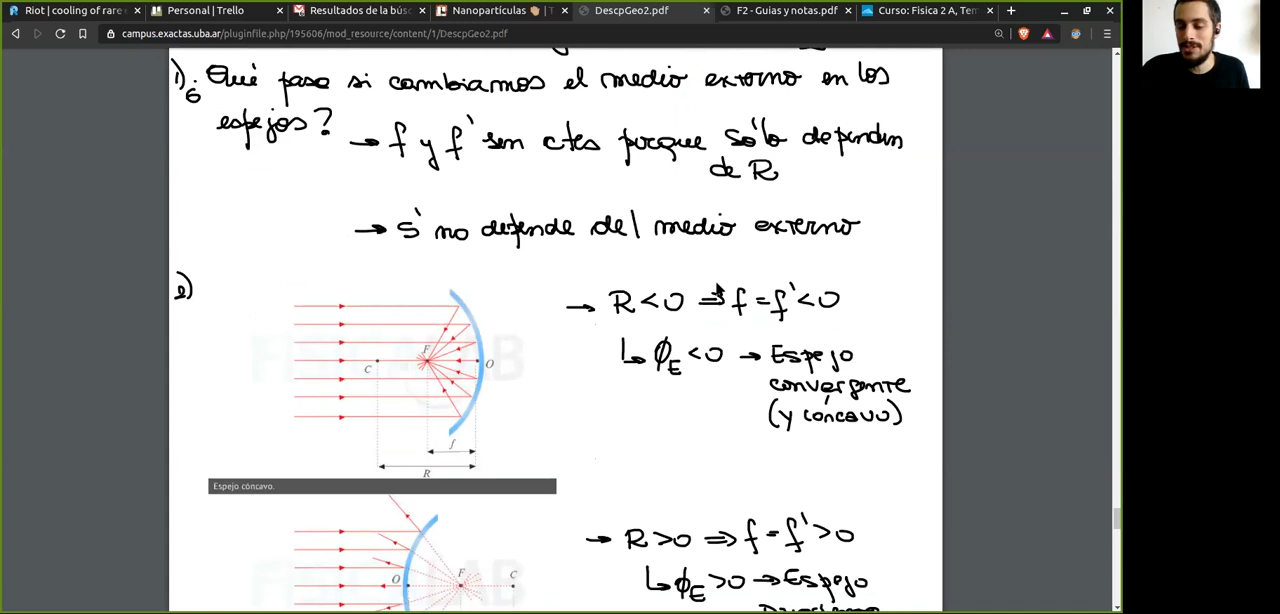 Riot | cooling of rare e
Personal | Trello
Resultados de la bús
Nanopartículas 👏 | T
DescpGeo2.pdf
F2 - Guias y notas.pdf
Curso: Física 2 A, Tem
campus.exactas.uba.ar/pluginfile.php/195606/mod_resource/content/1/DescpGeo2.pdf
1) ¿Qué pasa si cambiamos el medio externo en los
espejos?
→ f y f' son ctes porque sólo dependen
de R
→ s' no depende del medio externo
2)
→ R < 0 ⇒ f = f' < 0
↳ ϕE < 0 → Espejo
convergente
(y cóncavo)
F
C
O
f
R
Espejo cóncavo.
→ R > 0 ⇒ f = f' > 0
↳ ϕE > 0 → Espejo
O
F
C